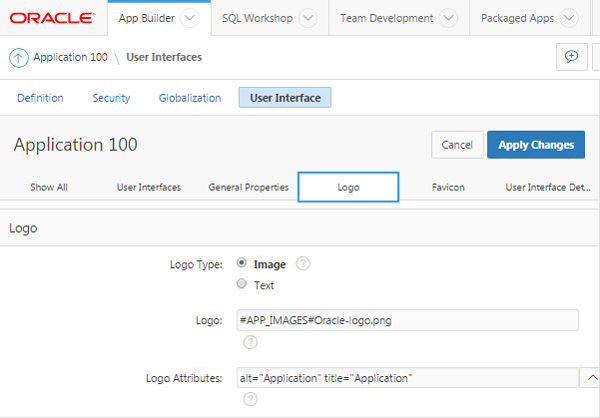 ORACLE App Builder SQL Workshop Team Development Packaged Apps
Application 100 \ User Interfaces
Definition Security Globalization User Interface
Application 100 Cancel Apply Changes
Show All User Interfaces General Properties Logo Favicon User Interface Det...
Logo
Logo Type: Image ?
Text
Logo: #APP_IMAGES#Oracle-logo.png
?
Logo Attributes: alt="Application" title="Application"
?